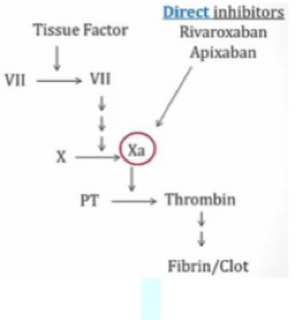 Direct inhibitors
Tissue Factor
Rivaroxaban
Apixaban
VII
VII
X
Xa
PT
Thrombin
Fibrin/Clot